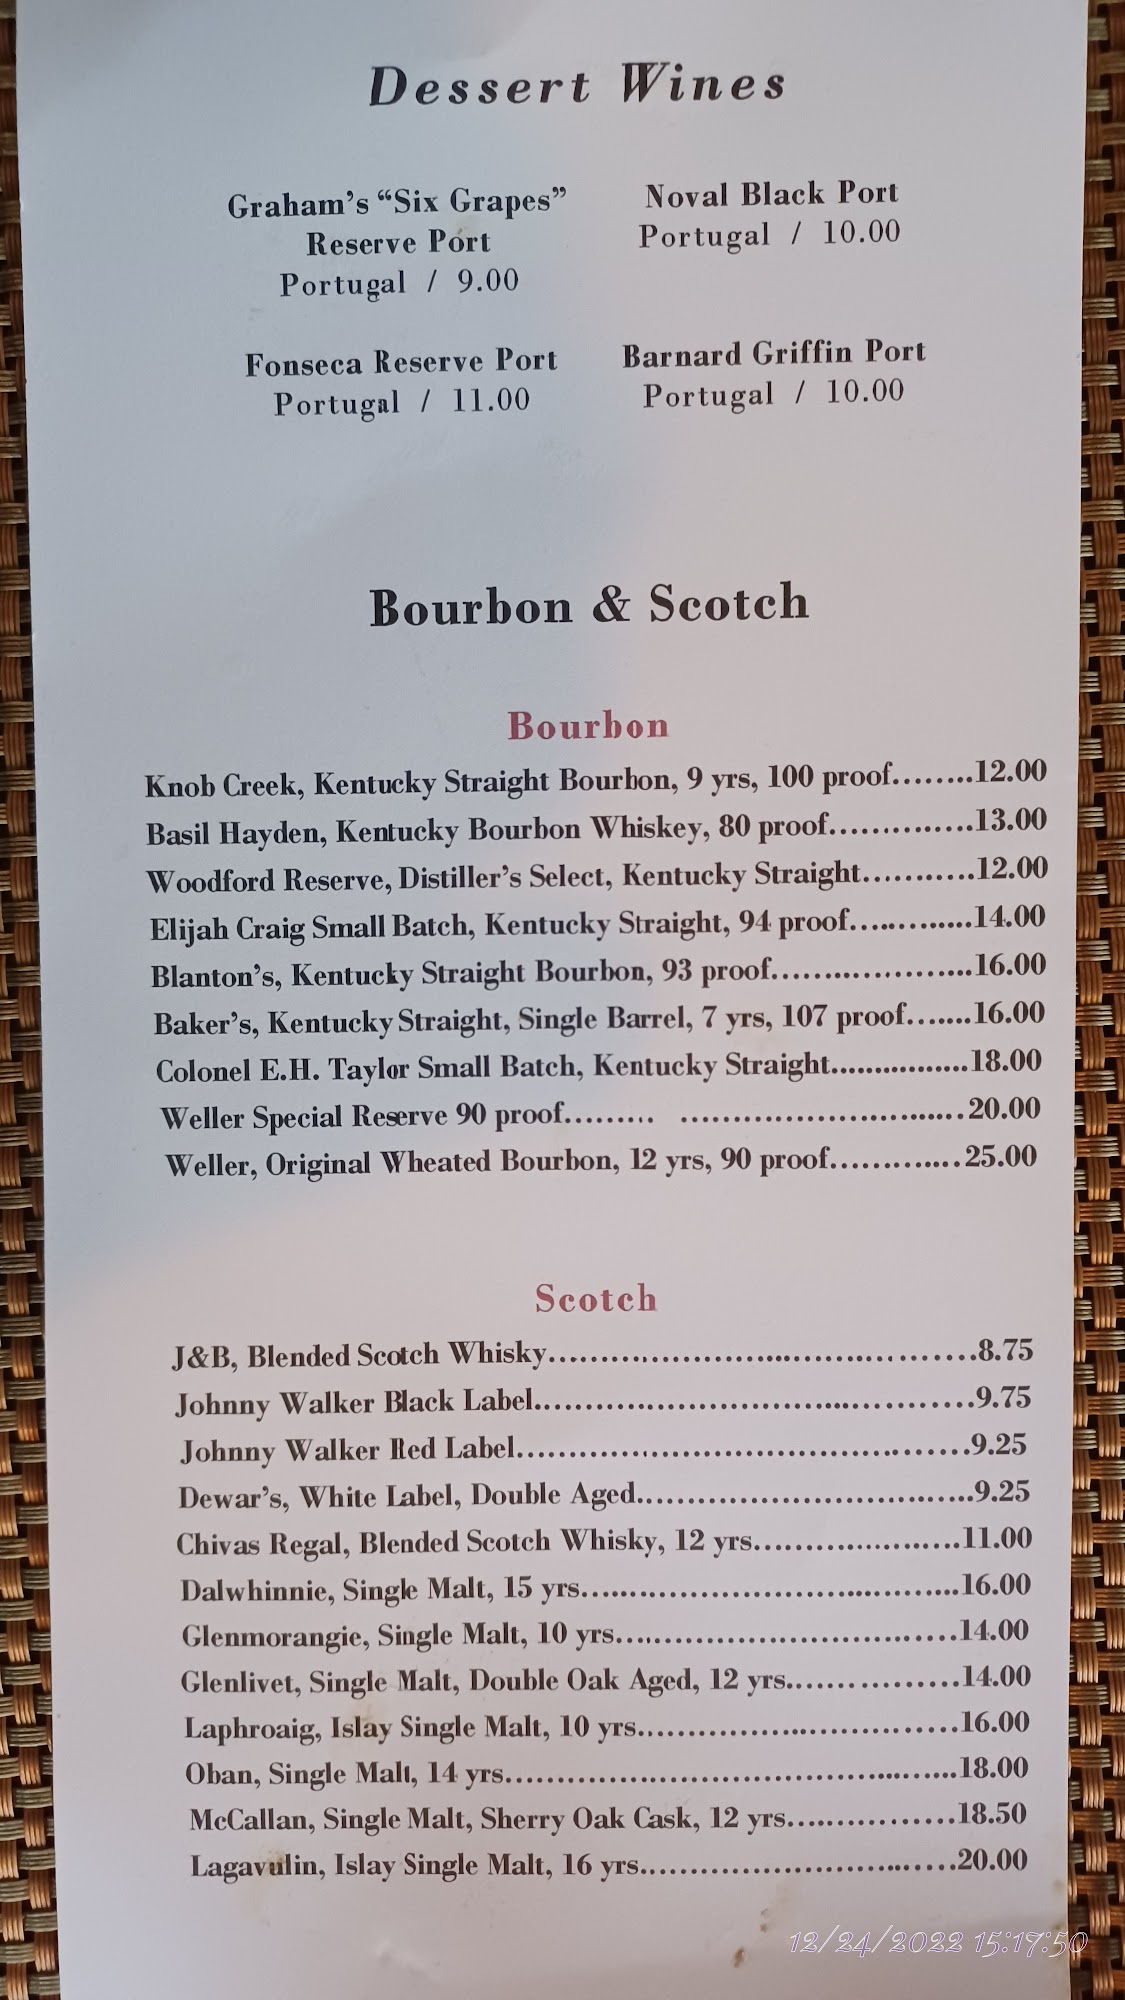 Dessert Wines
Graham's “Six Grapes”
Reserve Port
Portugal / 9.00
Noval Black Port
Portugal / 10.00
Fonseca Reserve Port
Portugal / 11.00
Barnard Griffin Port
Portugal / 10.00
Bourbon & Scotch
Bourbon
Knob Creek, Kentucky Straight Bourbon, 9 yrs, 100 proof........12.00
Basil Hayden, Kentucky Bourbon Whiskey, 80 proof..............13.00
Woodford Reserve, Distiller's Select, Kentucky Straight...........12.00
Elijah Craig Small Batch, Kentucky Straight, 94 proof.............14.00
Blanton's, Kentucky Straight Bourbon, 93 proof....................16.00
Baker's, Kentucky Straight, Single Barrel, 7 yrs, 107 proof.......16.00
Colonel E.H. Taylor Small Batch, Kentucky Straight................18.00
Weller Special Reserve 90 proof......... .............................20.00
Weller, Original Wheated Bourbon, 12 yrs, 90 proof.............25.00
Scotch
J&B, Blended Scotch Whisky...........................................8.75
Johnny Walker Black Label............................................9.75
Johnny Walker Red Label..............................................9.25
Dewar's, White Label, Double Aged..................................9.25
Chivas Regal, Blended Scotch Whisky, 12 yrs.....................11.00
Dalwhinnie, Single Malt, 15 yrs......................................16.00
Glenmorangie, Single Malt, 10 yrs...................................14.00
Glenlivet, Single Malt, Double Oak Aged, 12 yrs.................14.00
Laphroaig, Islay Single Malt, 10 yrs.................................16.00
Oban, Single Malt, 14 yrs..............................................18.00
McCallan, Single Malt, Sherry Oak Cask, 12 yrs.................18.50
Lagavulin, Islay Single Malt, 16 yrs.................................20.00
12/24/2022 15:17:50